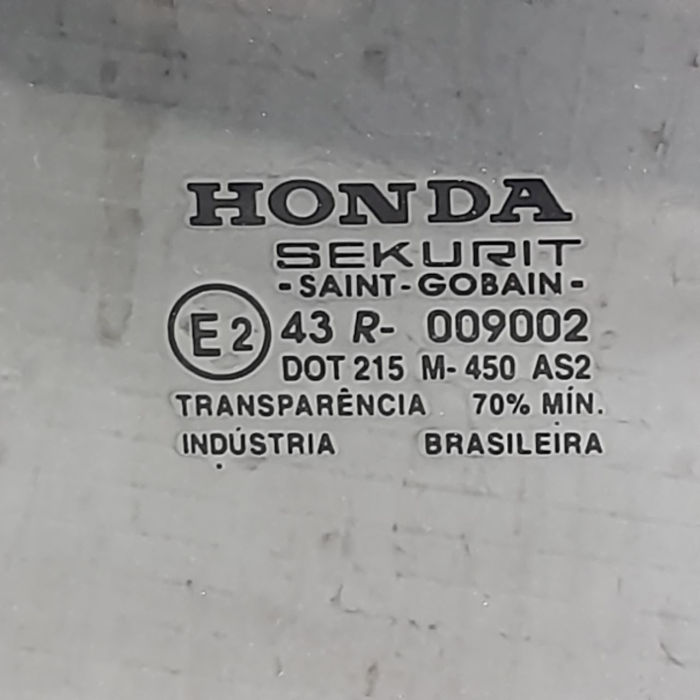 HONDA
SEKURIT
-SAINT-GOBAIN-
E2 43 R- 009002
DOT 215 M-450 AS2
TRANSPARÊNCIA 70% MÍN.
INDÚSTRIA BRASILEIRA